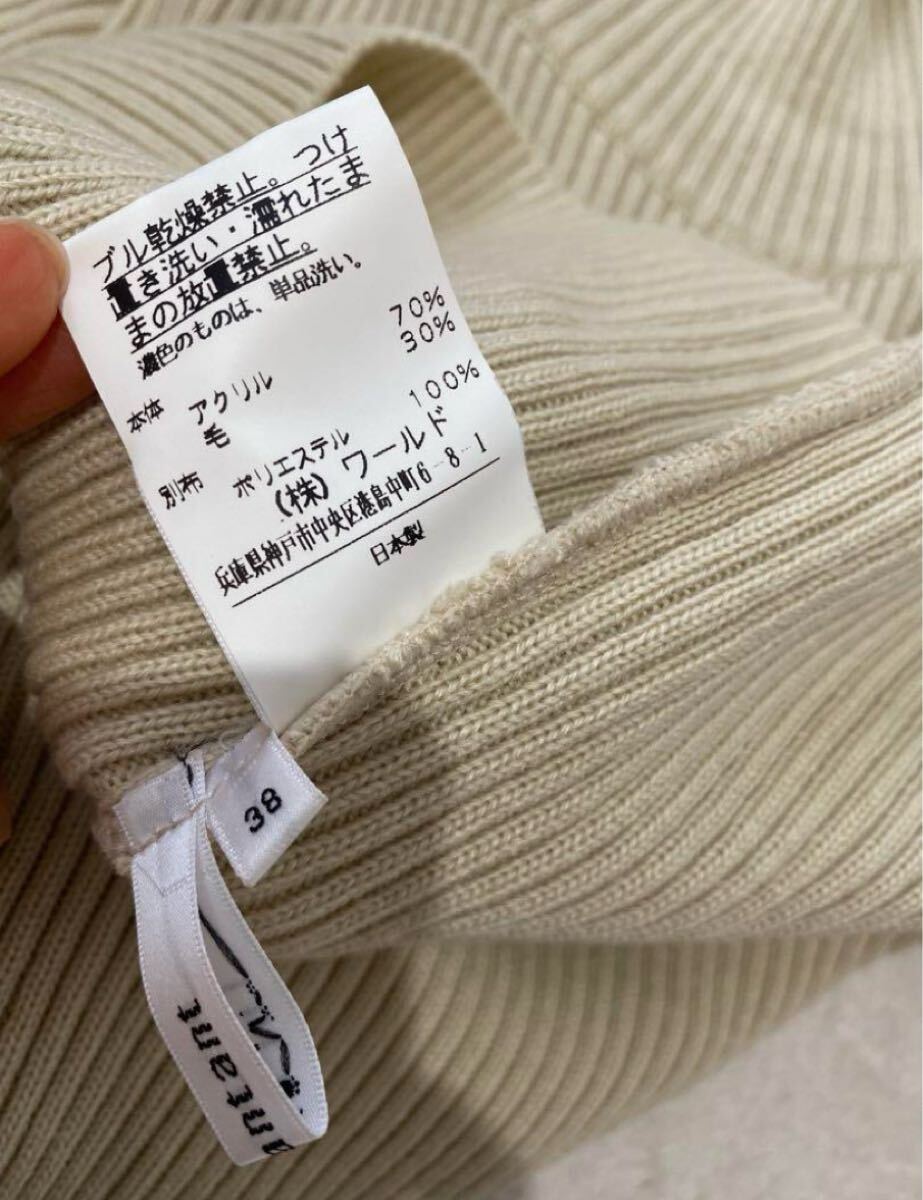 ブル乾燥禁止。つけ
置き洗い・濡れたま
まの放置禁止。
濃色のものは、単品洗い。
本体 アクリル 70%
毛 30%
別布 ポリエステル 100%
(株)ワールド
兵庫県神戸市中央区港島中町6-8-1
日本製
38